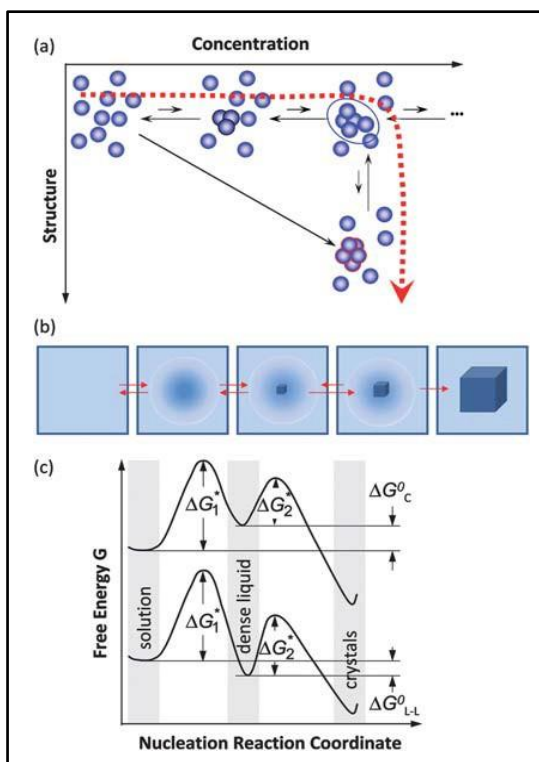 (a)
Concentration
Structure
...
(b)
(c)
Free Energy G
solution
dense liquid
crystals
ΔG₁*
ΔG₂*
ΔG⁰C
ΔG₁*
ΔG₂*
ΔG⁰L-L
Nucleation Reaction Coordinate